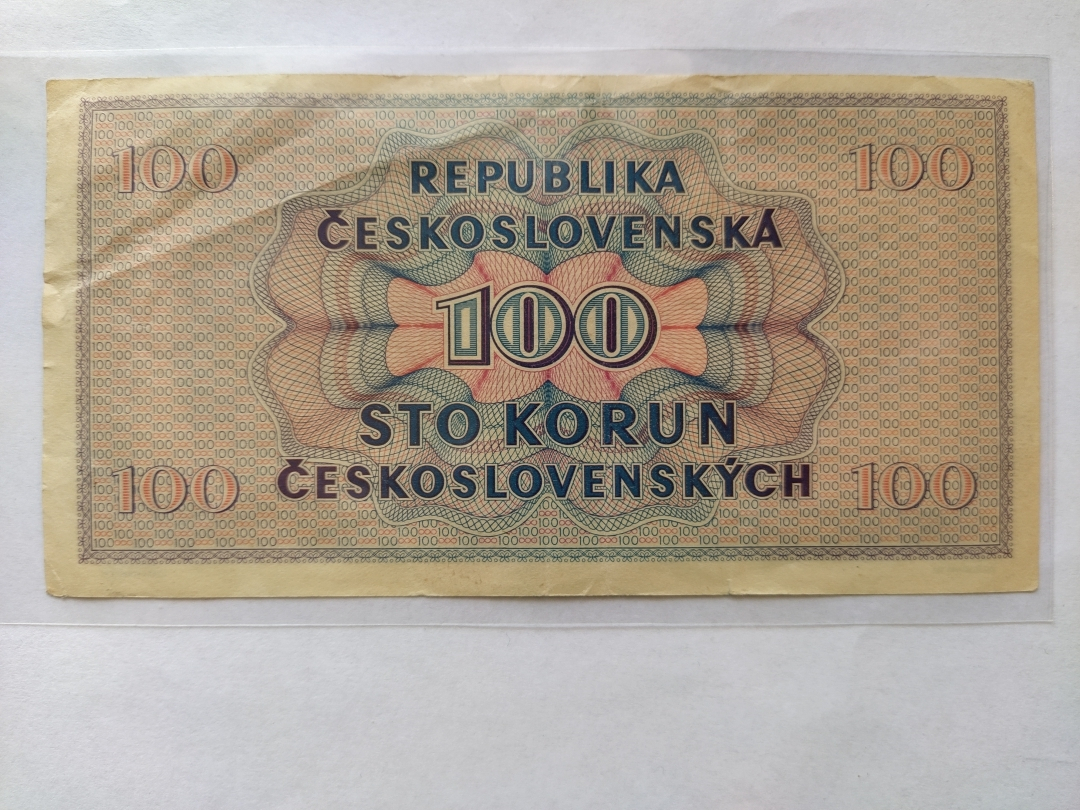 100 100
REPUBLIKA
ČESKOSLOVENSKÁ
100
STO KORUN
ČESKOSLOVENSKÝCH
100 100